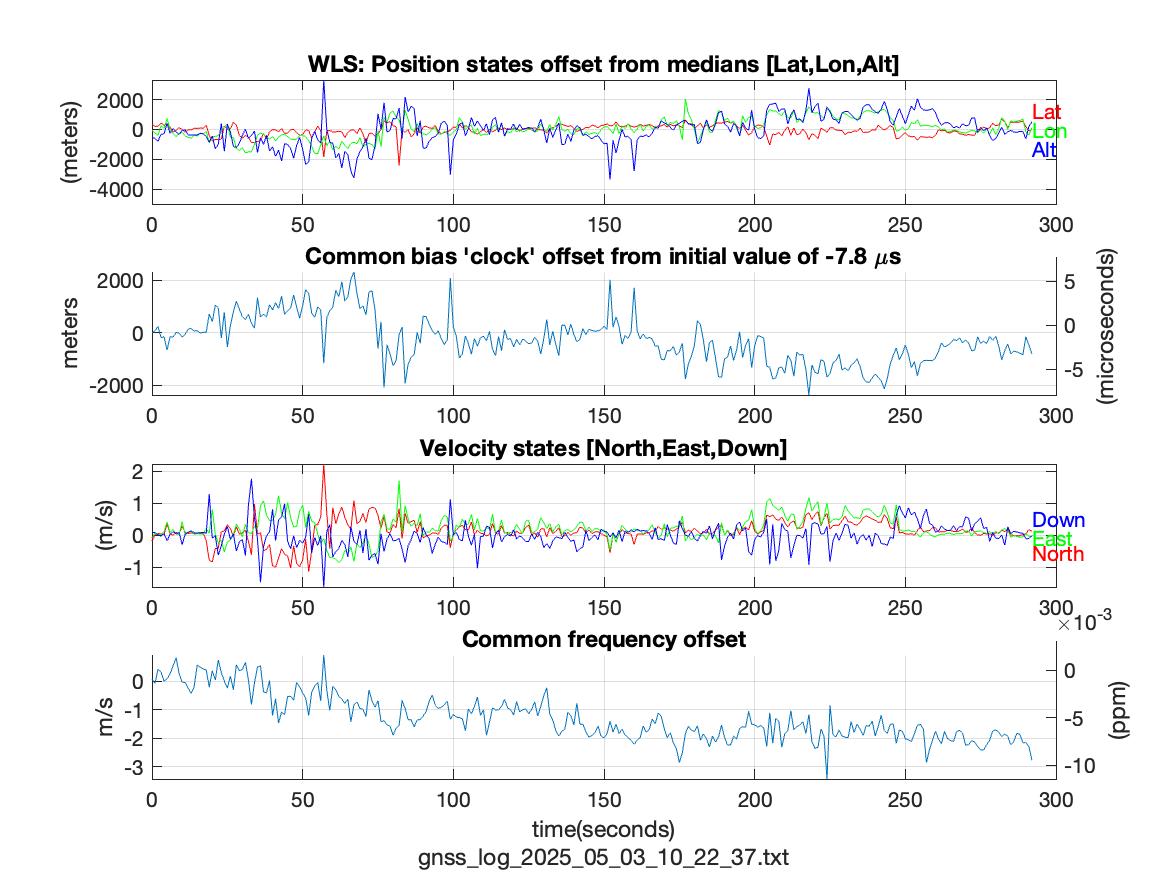 WLS: Position states offset from medians [Lat,Lon,Alt]
(meters)
2000
0
-2000
-4000
Lat
Lon
Alt
0 50 100 150 200 250 300
Common bias 'clock' offset from initial value of -7.8 μs
meters
2000
0
-2000
5
0
-5
(microseconds)
0 50 100 150 200 250 300
Velocity states [North,East,Down]
(m/s)
2
1
0
-1
Down
East
North
0 50 100 150 200 250 300
×10-3
Common frequency offset
m/s
0
-1
-2
-3
0
-5
-10
(ppm)
0 50 100 150 200 250 300
time(seconds)
gnss_log_2025_05_03_10_22_37.txt